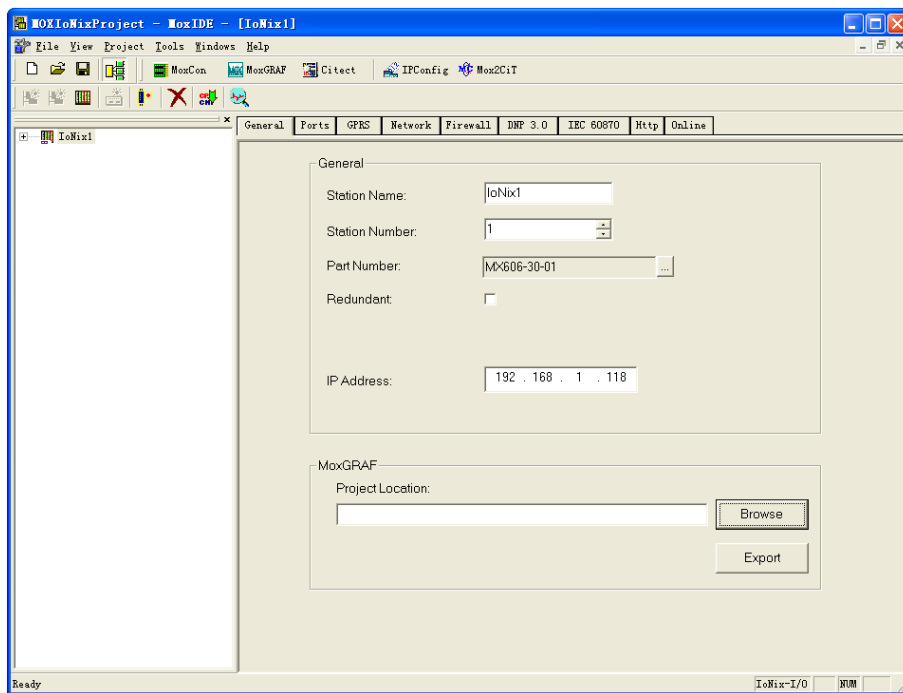 MOXIoNixProject - MoxIDE - [IoNix1]
File View Project Tools Windows Help
MoxCon MoxGRAF Citect IPConfig Mox2CiT
IoNix1
General Ports GPRS Network Firewall DNP 3.0 IEC 60870 Http Online
General
Station Name: IoNix1
Station Number: 1
Part Number: MX606-30-01 ...
Redundant:
IP Address: 192 . 168 . 1 . 118
MoxGRAF
Project Location:
Browse
Export
Ready IoNix-I/O NUM